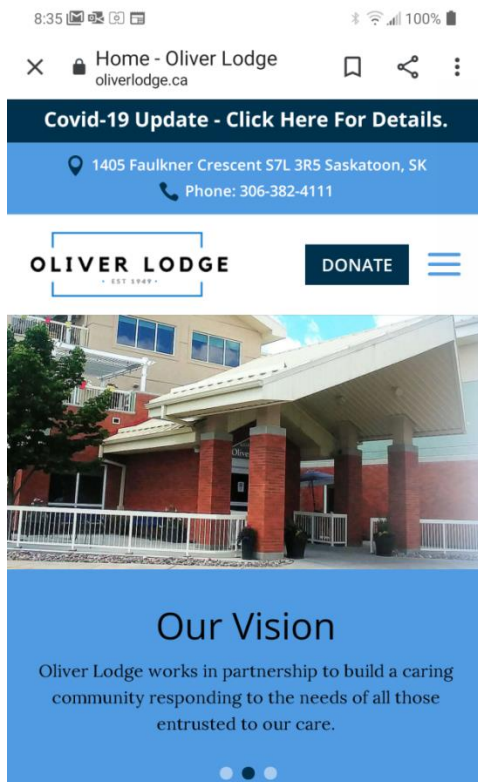 8:35
100%
Home - Oliver Lodge
oliverlodge.ca
Covid-19 Update - Click Here For Details.
1405 Faulkner Crescent S7L 3R5 Saskatoon, SK
Phone: 306-382-4111
OLIVER LODGE
• EST 1949 •
DONATE
Our Vision
Oliver Lodge works in partnership to build a caring
community responding to the needs of all those
entrusted to our care.